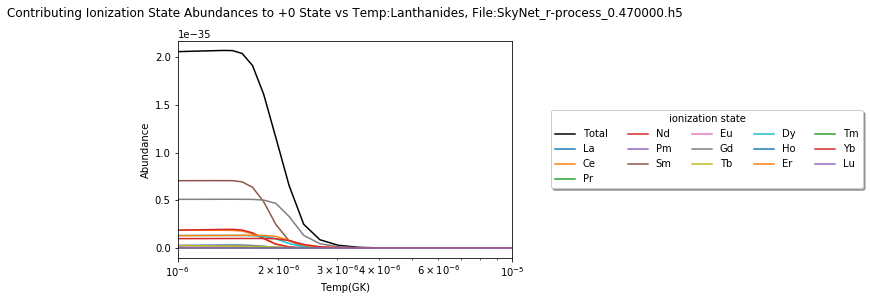 Contributing Ionization State Abundances to +0 State vs Temp:Lanthanides, File:SkyNet_r-process_0.470000.h5
1e−35
2.0
1.5
1.0
0.5
0.0
Abundance
10⁻⁶
2 × 10⁻⁶
3 × 10⁻⁶
4 × 10⁻⁶
6 × 10⁻⁶
10⁻⁵
Temp(GK)
ionization state
Total Nd Eu Dy Tm
La Pm Gd Ho Yb
Ce Sm Tb Er Lu
Pr